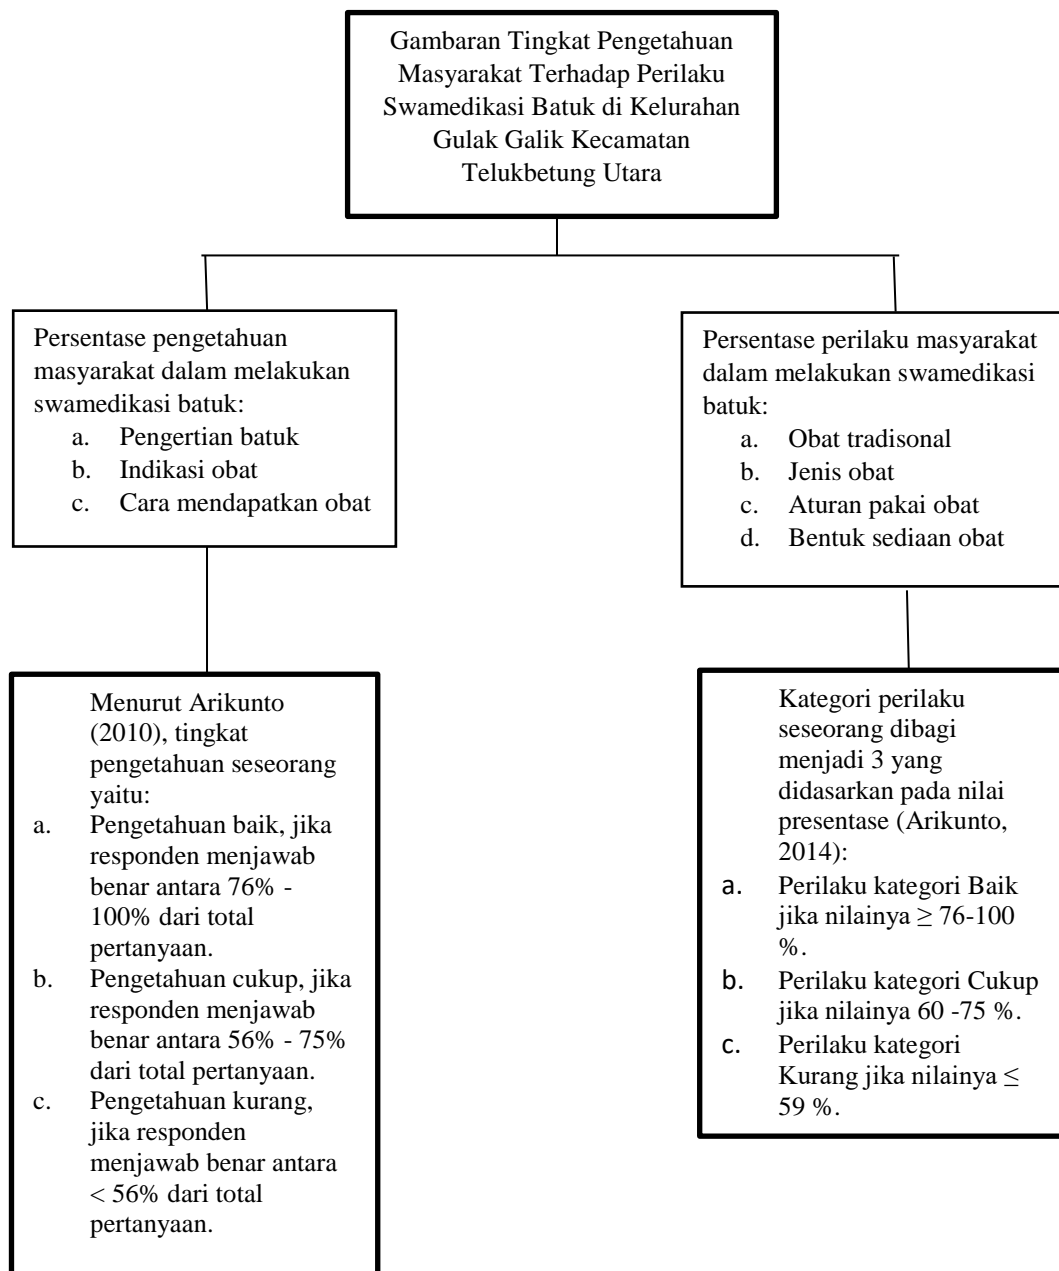 Gambaran Tingkat Pengetahuan
Masyarakat Terhadap Perilaku
Swamedikasi Batuk di Kelurahan
Gulak Galik Kecamatan
Telukbetung Utara
Persentase pengetahuan
masyarakat dalam melakukan
swamedikasi batuk:
a. Pengertian batuk
b. Indikasi obat
c. Cara mendapatkan obat
Persentase perilaku masyarakat
dalam melakukan swamedikasi
batuk:
a. Obat tradisonal
b. Jenis obat
c. Aturan pakai obat
d. Bentuk sediaan obat
Menurut Arikunto
(2010), tingkat
pengetahuan seseorang
yaitu:
a. Pengetahuan baik, jika
responden menjawab
benar antara 76% -
100% dari total
pertanyaan.
b. Pengetahuan cukup, jika
responden menjawab
benar antara 56% - 75%
dari total pertanyaan.
c. Pengetahuan kurang,
jika responden
menjawab benar antara
< 56% dari total
pertanyaan.
Kategori perilaku
seseorang dibagi
menjadi 3 yang
didasarkan pada nilai
presentase (Arikunto,
2014):
a. Perilaku kategori Baik
jika nilainya ≥ 76-100
%.
b. Perilaku kategori Cukup
jika nilainya 60 -75 %.
c. Perilaku kategori
Kurang jika nilainya ≤
59 %.